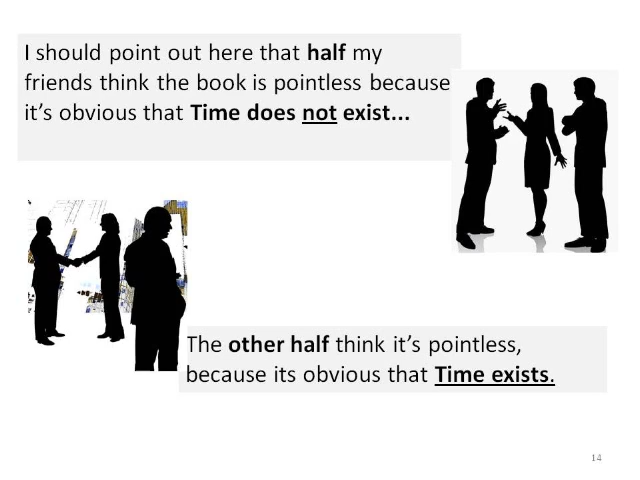 I should point out here that half my
friends think the book is pointless because
it’s obvious that Time does not exist...
The other half think it’s pointless,
because its obvious that Time exists.
14